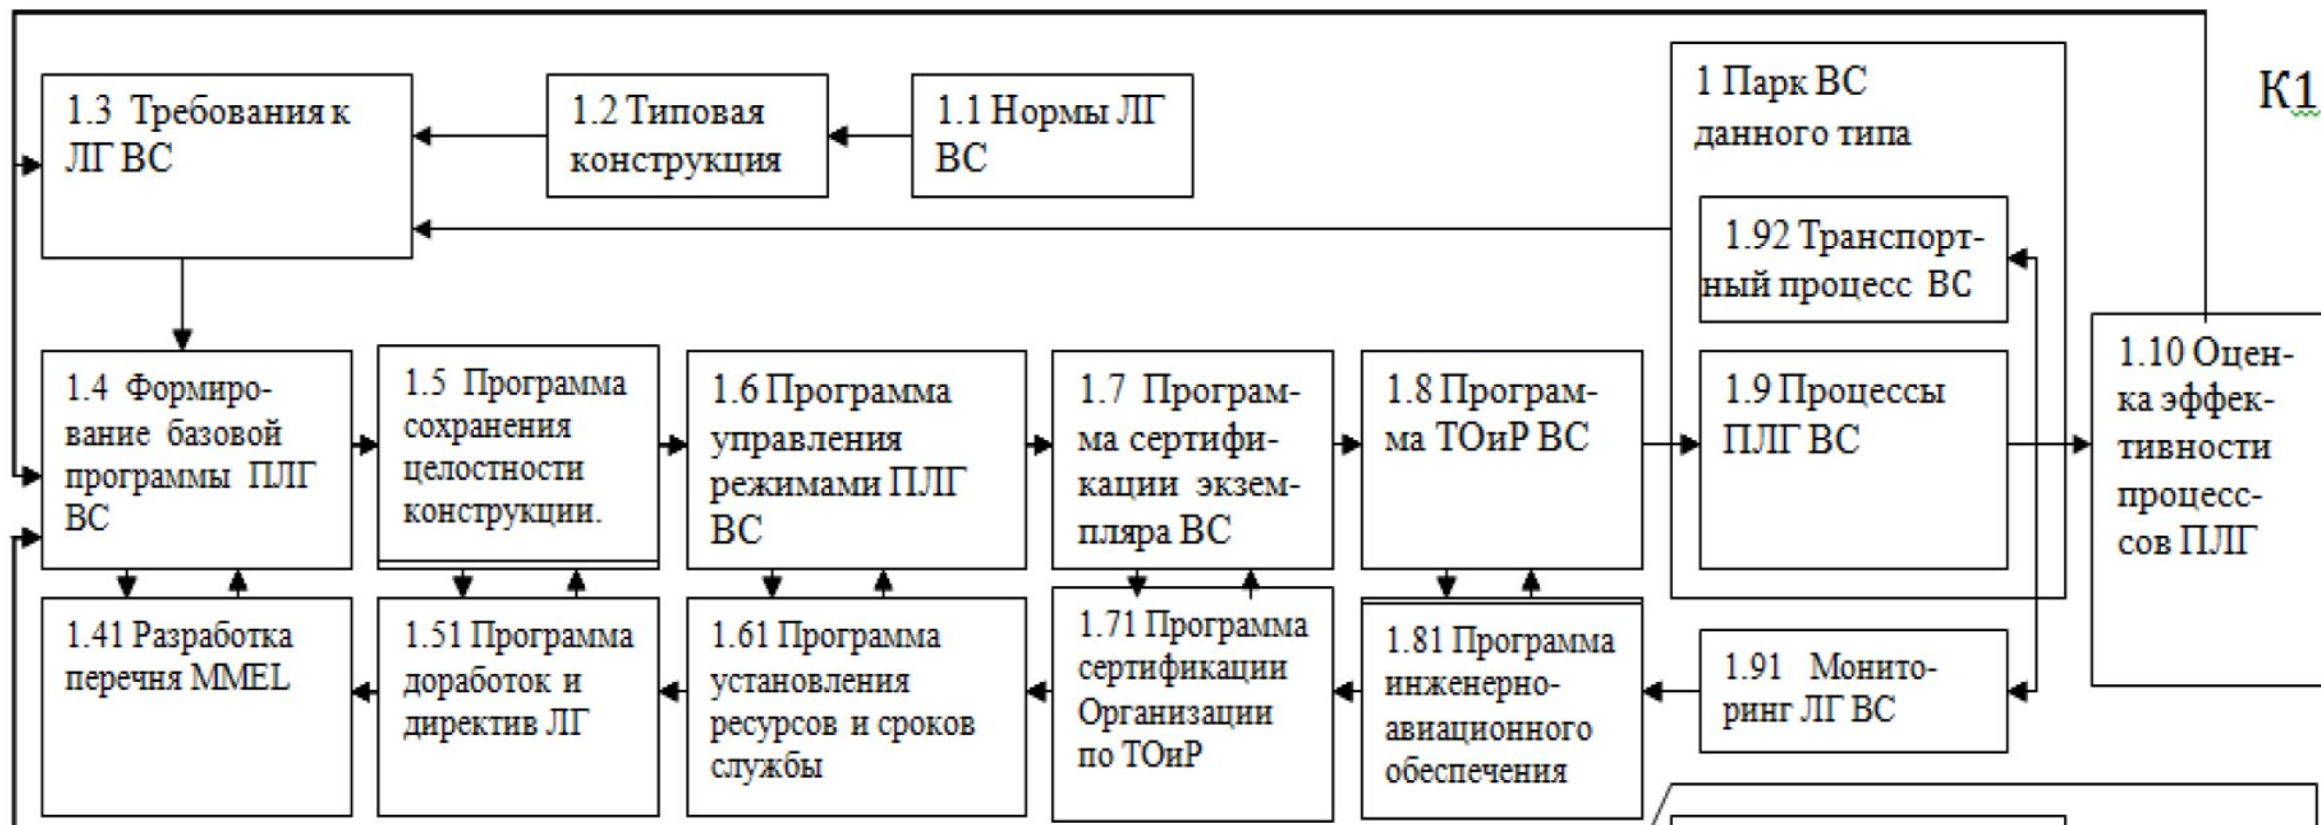 1.3 Требования к
ЛГ ВС
1.2 Типовая
конструкция
1.1 Нормы ЛГ
ВС
1 Парк ВС
данного типа
К1
1.92 Транспорт-
ный процесс ВС
1.4 Формиро-
вание базовой
программы ПЛГ
ВС
1.5 Программа
сохранения
целостности
конструкции.
1.6 Программа
управления
режимами ПЛГ
ВС
1.7 Програм-
ма сертифи-
кации экзем-
пляра ВС
1.8 Програм-
ма ТОиР ВС
1.9 Процессы
ПЛГ ВС
1.10 Оцен-
ка эффек-
тивности
процесс-
сов ПЛГ
1.41 Разработка
перечня MMEL
1.51 Программа
доработок и
директив ЛГ
1.61 Программа
установления
ресурсов и сроков
службы
1.71 Программа
сертификации
Организации
по ТОиР
1.81 Программа
инженерно-
авиационного
обеспечения
1.91 Монито-
ринг ЛГ ВС